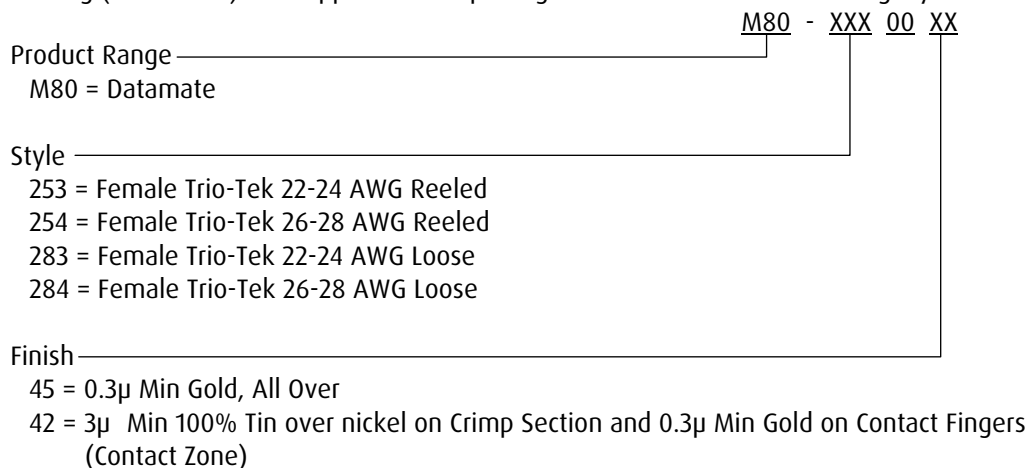 M80 - XXX 00 XX
Product Range
M80 = Datamate
Style
253 = Female Trio-Tek 22-24 AWG Reeled
254 = Female Trio-Tek 26-28 AWG Reeled
283 = Female Trio-Tek 22-24 AWG Loose
284 = Female Trio-Tek 26-28 AWG Loose
Finish
45 = 0.3µ Min Gold, All Over
42 = 3µ Min 100% Tin over nickel on Crimp Section and 0.3µ Min Gold on Contact Fingers
(Contact Zone)